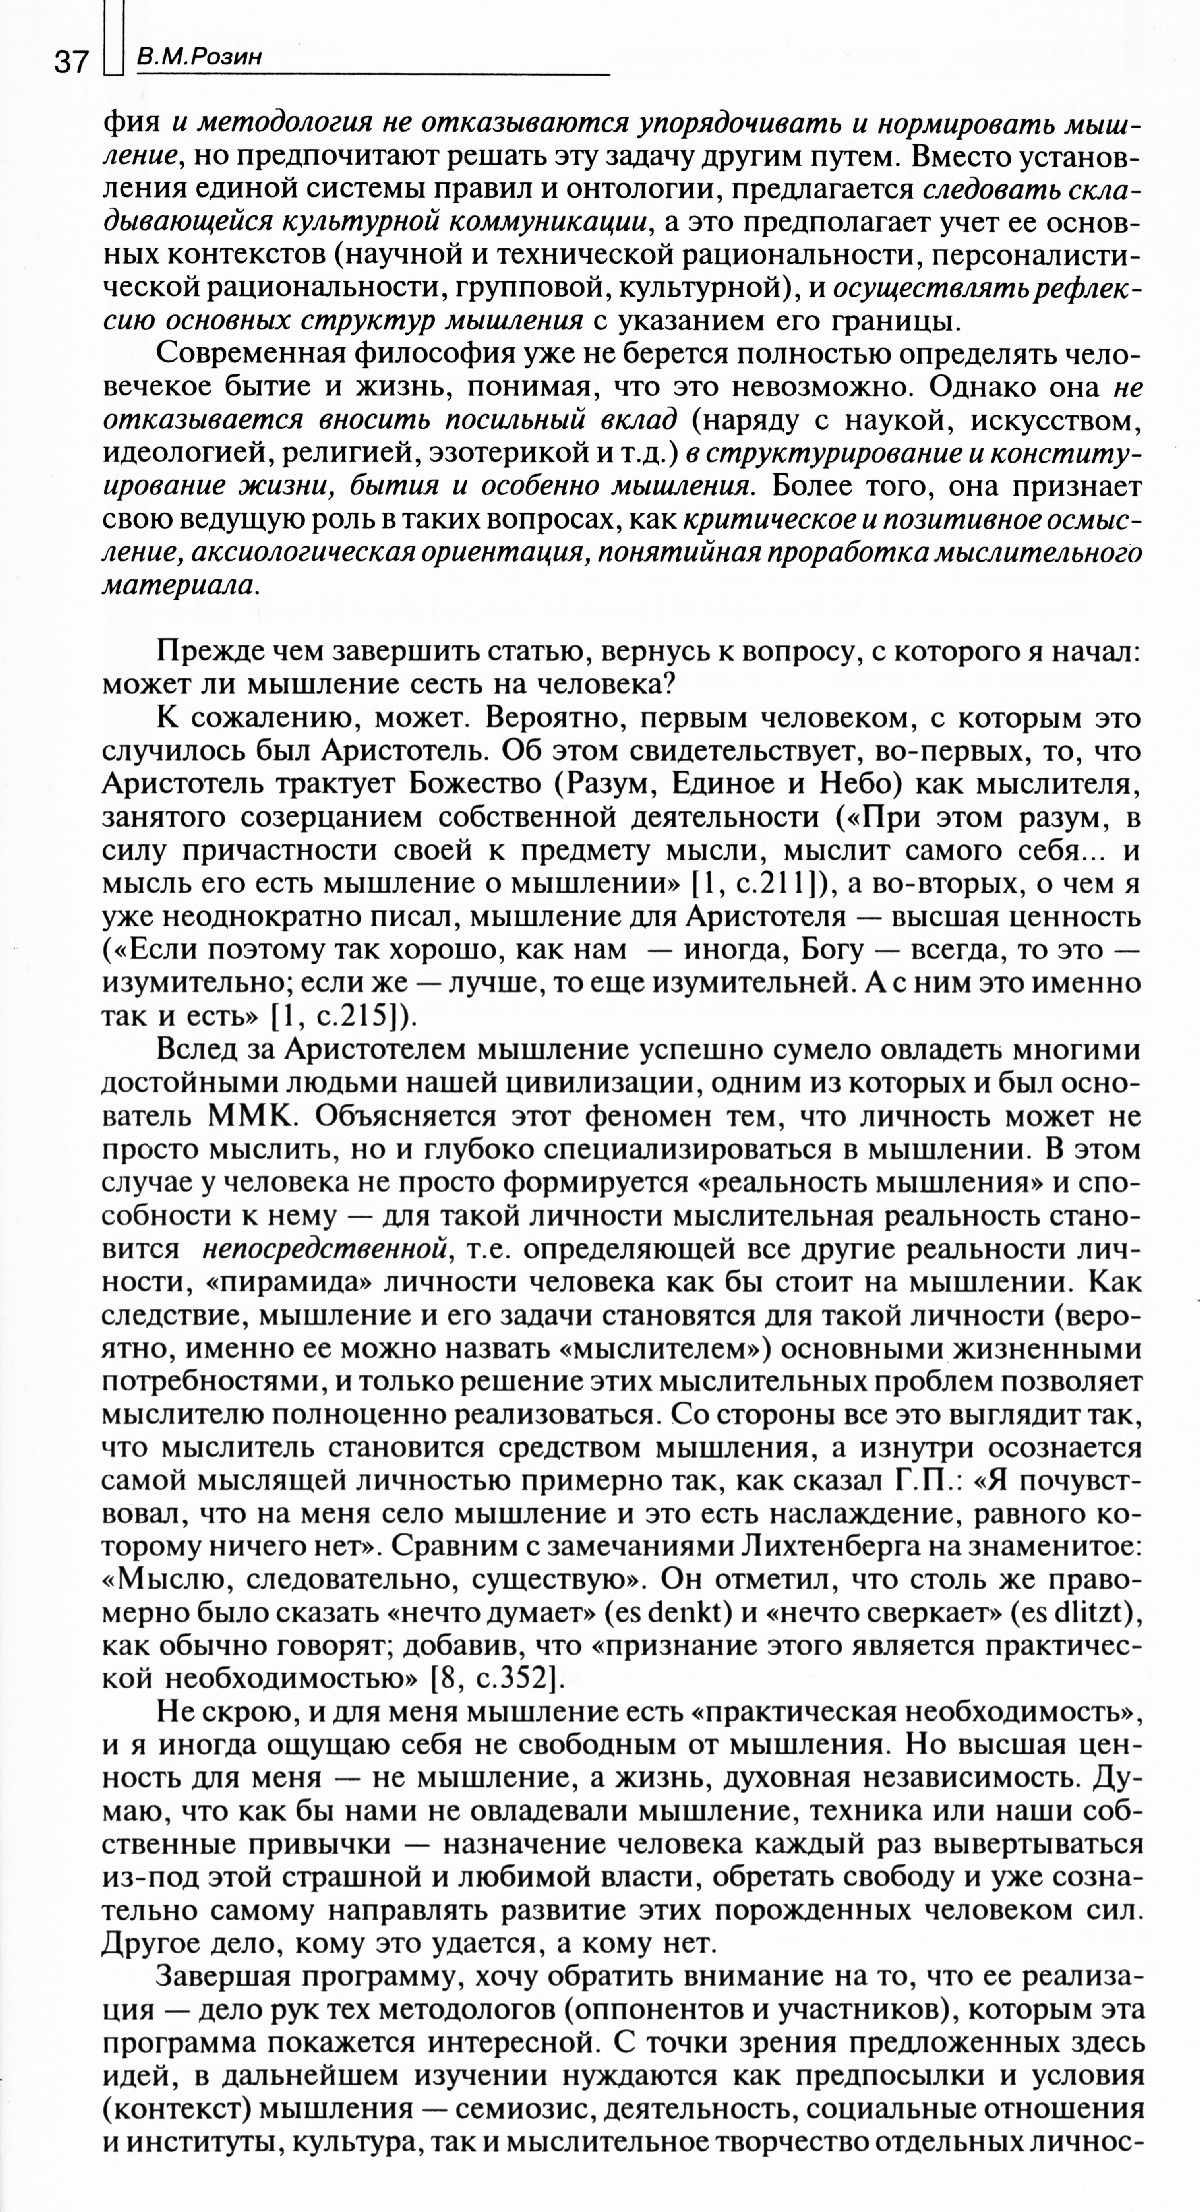 37 В.М.Розин
фия и методология не отказываются упорядочивать и нормировать мыш-
ление, но предпочитают решать эту задачу другим путем. Вместо установ-
ления единой системы правил и онтологии, предлагается следовать скла-
дывающейся культурной коммуникации, а это предполагает учет ее основ-
ных контекстов (научной и технической рациональности, персоналисти-
ческой рациональности, групповой, культурной), и осуществлять рефлек-
сию основных структур мышления с указанием его границы.
Современная философия уже не берется полностью определять чело-
вечекое бытие и жизнь, понимая, что это невозможно. Однако она не
отказывается вносить посильный вклад (наряду с наукой, искусством,
идеологией, религией, эзотерикой и т.д.) в структурирование и конститу-
ирование жизни, бытия и особенно мышления. Более того, она признает
свою ведущую роль в таких вопросах, как критическое и позитивное осмыс-
ление, аксиологическая ориентация, понятийная проработка мыслительного
материала.
Прежде чем завершить статью, вернусь к вопросу, с которого я начал:
может ли мышление сесть на человека?
К сожалению, может. Вероятно, первым человеком, с которым это
случилось был Аристотель. Об этом свидетельствует, во-первых, то, что
Аристотель трактует Божество (Разум, Единое и Небо) как мыслителя,
занятого созерцанием собственной деятельности («При этом разум, в
силу причастности своей к предмету мысли, мыслит самого себя... и
мысль его есть мышление о мышлении» [1, с.211]), а во-вторых, о чем я
уже неоднократно писал, мышление для Аристотеля — высшая ценность
(«Если поэтому так хорошо, как нам — иногда, Богу — всегда, то это —
изумительно; если же — лучше, то еще изумительней. А с ним это именно
так и есть» [1, с.215]).
Вслед за Аристотелем мышление успешно сумело овладеть многими
достойными людьми нашей цивилизации, одним из которых и был осно-
ватель ММК. Объясняется этот феномен тем, что личность может не
просто мыслить, но и глубоко специализироваться в мышлении. В этом
случае у человека не просто формируется «реальность мышления» и спо-
собности к нему — для такой личности мыслительная реальность стано-
вится непосредственной, т.е. определяющей все другие реальности лич-
ности, «пирамида» личности человека как бы стоит на мышлении. Как
следствие, мышление и его задачи становятся для такой личности (веро-
ятно, именно ее можно назвать «мыслителем») основными жизненными
потребностями, и только решение этих мыслительных проблем позволяет
мыслителю полноценно реализоваться. Со стороны все это выглядит так,
что мыслитель становится средством мышления, а изнутри осознается
самой мыслящей личностью примерно так, как сказал Г.П.: «Я почувст-
вовал, что на меня село мышление и это есть наслаждение, равного ко-
торому ничего нет». Сравним с замечаниями Лихтенберга на знаменитое:
«Мыслю, следовательно, существую». Он отметил, что столь же право-
мерно было сказать «нечто думает» (es denkt) и «нечто сверкает» (es dlitzt),
как обычно говорят; добавив, что «признание этого является практичес-
кой необходимостью» [8, с.352].
Не скрою, и для меня мышление есть «практическая необходимость»,
и я иногда ощущаю себя не свободным от мышления. Но высшая цен-
ность для меня — не мышление, а жизнь, духовная независимость. Ду-
маю, что как бы нами не овладевали мышление, техника или наши соб-
ственные привычки — назначение человека каждый раз вывертываться
из-под этой страшной и любимой власти, обретать свободу и уже созна-
тельно самому направлять развитие этих порожденных человеком сил.
Другое дело, кому это удается, а кому нет.
Завершая программу, хочу обратить внимание на то, что ее реализа-
ция — дело рук тех методологов (оппонентов и участников), которым эта
программа покажется интересной. С точки зрения предложенных здесь
идей, в дальнейшем изучении нуждаются как предпосылки и условия
(контекст) мышления — семиозис, деятельность, социальные отношения
и институты, культура, так и мыслительное творчество отдельных личнос-